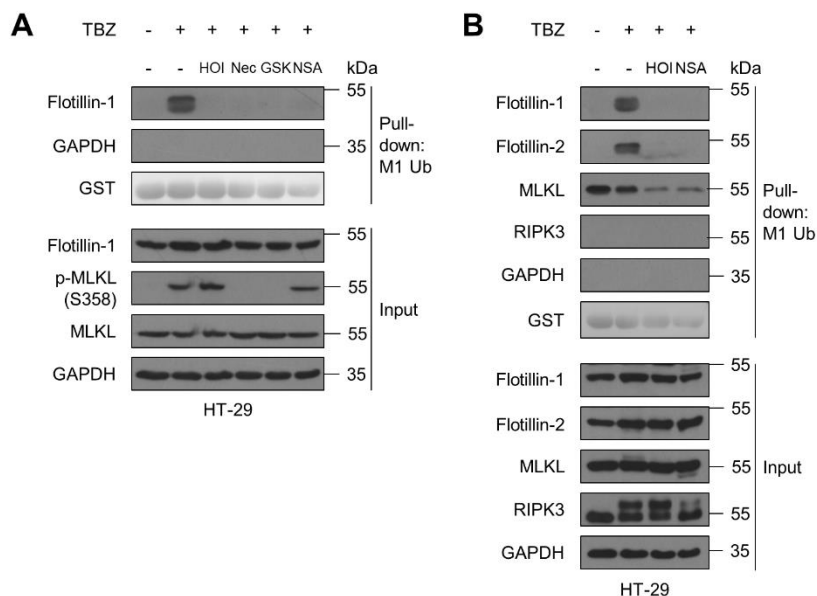 A
TBZ - + + + + +
- - HOI Nec GSK NSA kDa
Flotillin-1 55
GAPDH 35
GST
Pull-
down:
M1 Ub
Flotillin-1 55
p-MLKL
(S358) 55
MLKL 55
GAPDH 35
Input
HT-29
B
TBZ - + + +
- - HOI NSA kDa
Flotillin-1 55
Flotillin-2 55
MLKL 55
RIPK3 55
GAPDH 35
GST
Pull-
down:
M1 Ub
Flotillin-1 55
Flotillin-2 55
MLKL 55
RIPK3 55
GAPDH 35
Input
HT-29